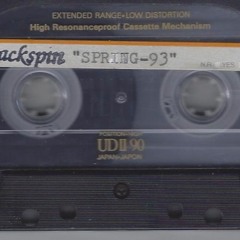 EXTENDED RANGE•LOW DISTORTION
High Resonanceproof Cassette Mechanism
ackspin "SPRING-93"
UDII•90
JAPAN•JAPON